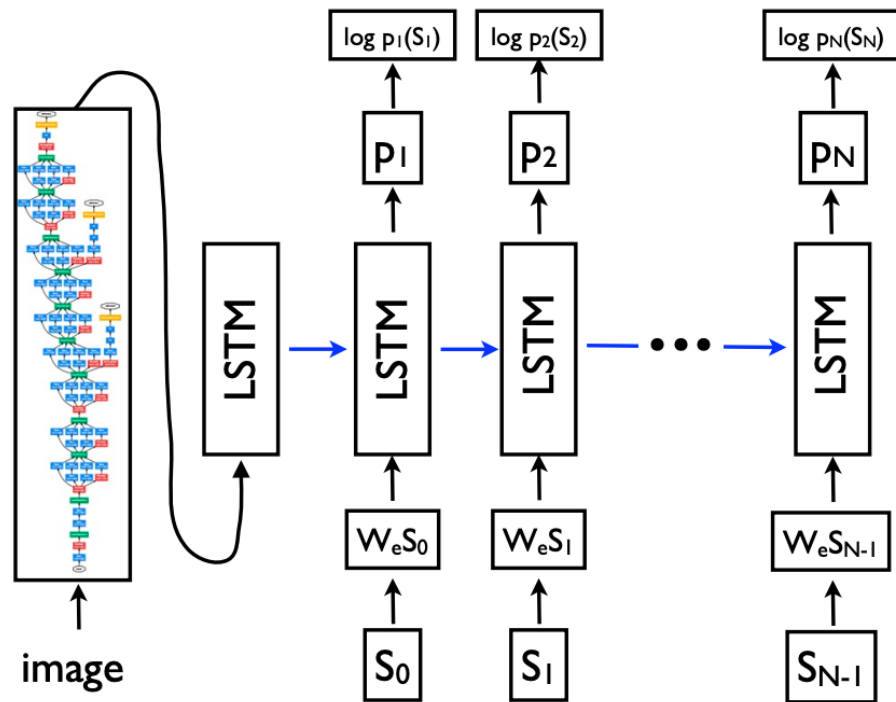 log p₁(S₁) log p₂(S₂) log pN(SN)
p₁ p₂ pN
LSTM LSTM LSTM LSTM
WₑS₀ WₑS₁ WₑSN-1
image S₀ S₁ SN-1